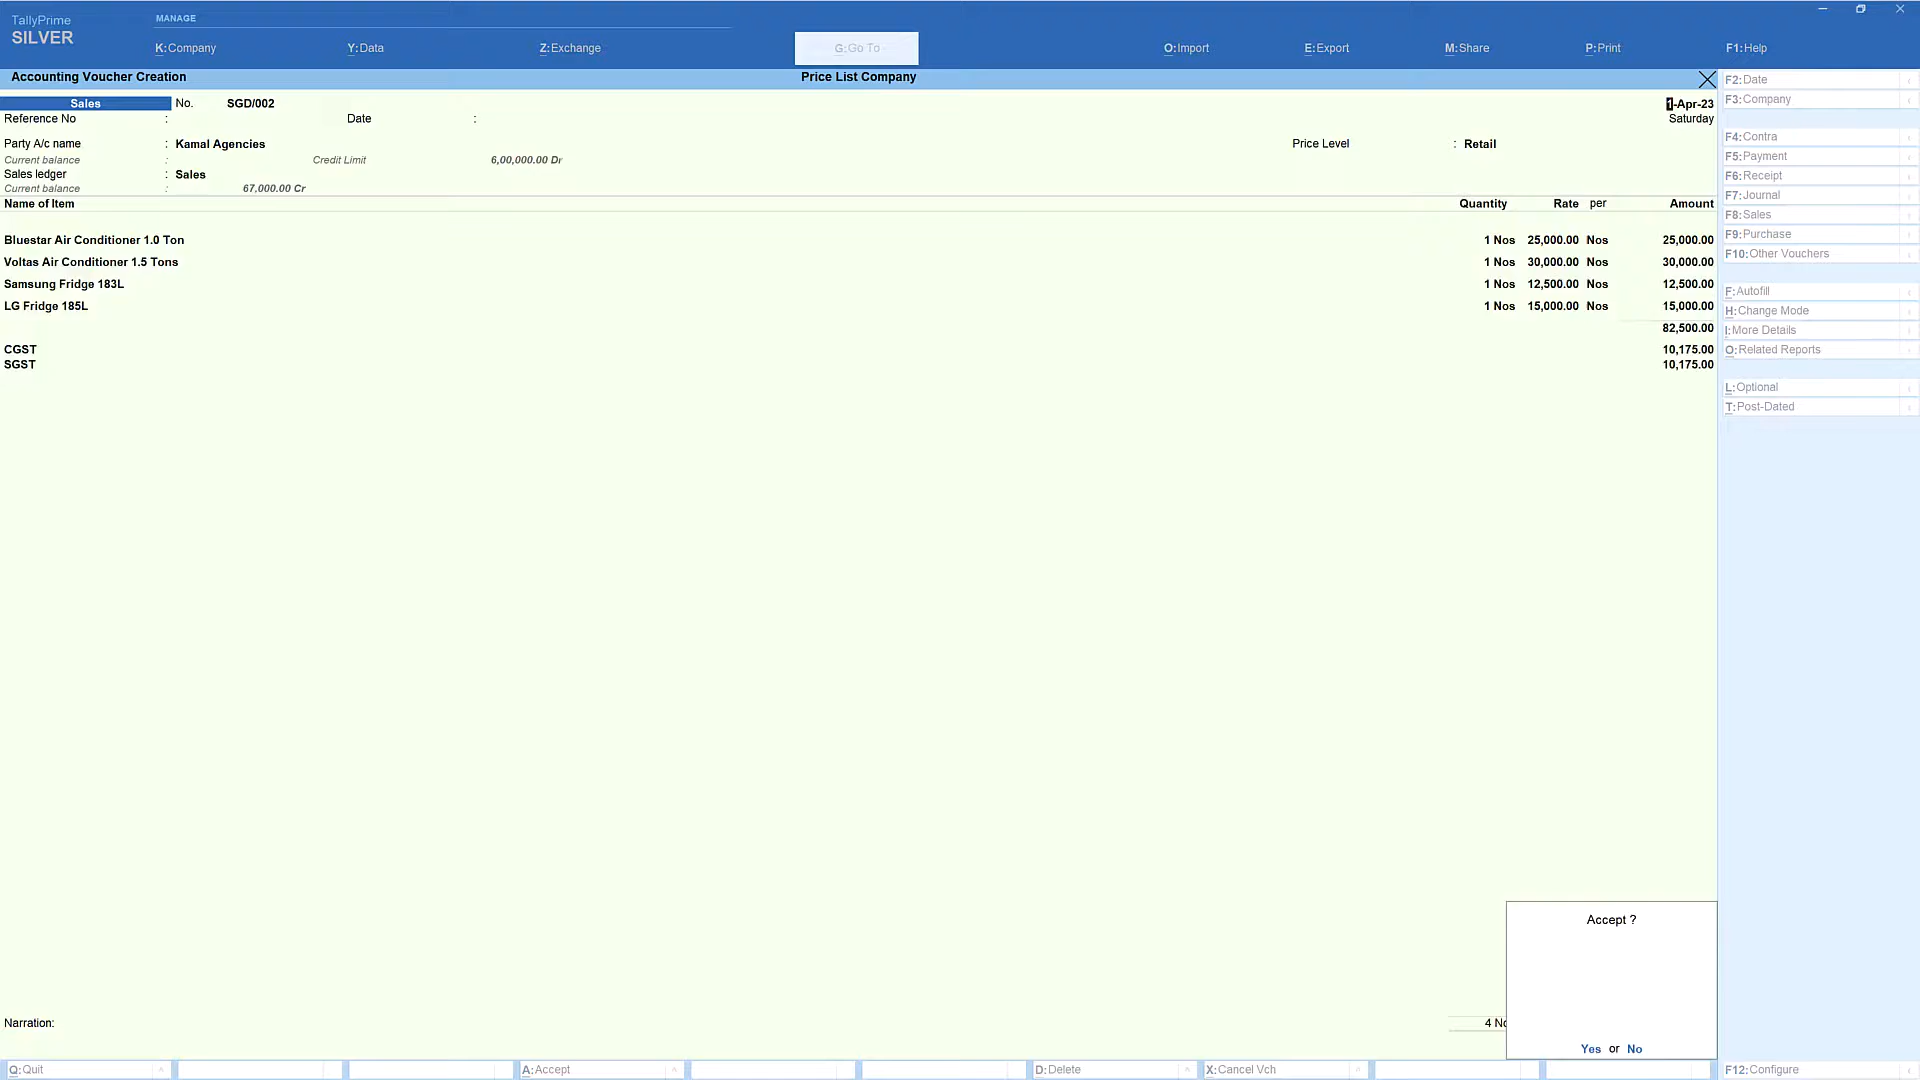 TallyPrime
SILVER
MANAGE
K:Company
Y:Data
Z:Exchange
G:Go To
O:Import
E:Export
M:Share
P:Print
F1:Help
Accounting Voucher Creation
Price List Company
Sales No. SGD/002
1-Apr-23
Reference No : Date :
Saturday
Party A/c name : Kamal Agencies
Price Level : Retail
Current balance : Credit Limit 6,00,000.00 Dr
Sales ledger : Sales
Current balance : 67,000.00 Cr
Name of Item Quantity Rate per Amount
Bluestar Air Conditioner 1.0 Ton 1 Nos 25,000.00 Nos 25,000.00
Voltas Air Conditioner 1.5 Tons 1 Nos 30,000.00 Nos 30,000.00
Samsung Fridge 183L 1 Nos 12,500.00 Nos 12,500.00
LG Fridge 185L 1 Nos 15,000.00 Nos 15,000.00
82,500.00
CGST 10,175.00
SGST 10,175.00
F2:Date
F3:Company
F4:Contra
F5:Payment
F6:Receipt
F7:Journal
F8:Sales
F9:Purchase
F10:Other Vouchers
F:Autofill
H:Change Mode
I:More Details
O:Related Reports
L:Optional
T:Post-Dated
Accept ?
Yes or No
Narration:
4
Q:Quit
A:Accept
D:Delete
X:Cancel Vch
F12:Configure